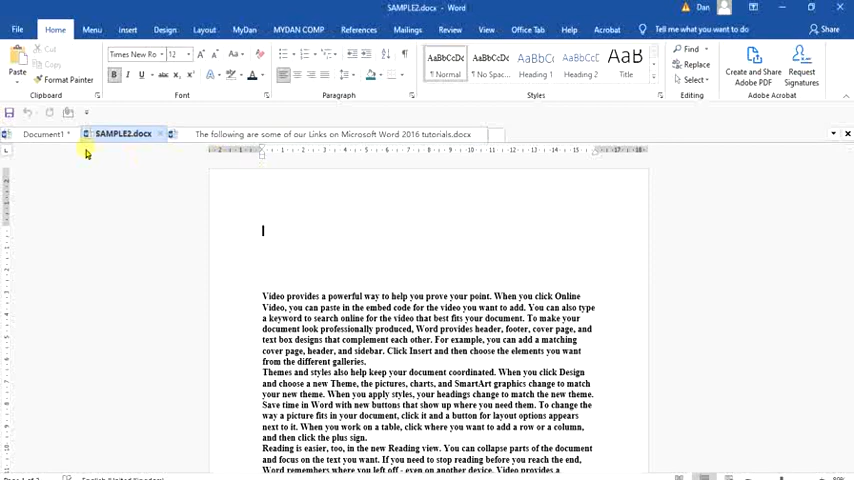 SAMPLE2.docx - Word
Dan
File Home Menu Insert Design Layout MyDan MYDAN COMP References Mailings Review View Office Tab Help Acrobat Tell me what you want to do Share
Paste
Cut
Copy
Format Painter
Clipboard
Times New Ro 12
B I U abc x₂ x²
Font
Paragraph
AaBbCcDc AaBbCcDc AaBbCc AaBbCcL AaB
¶ Normal ¶ No Spac... Heading 1 Heading 2 Title
Styles
Find
Replace
Select
Editing
Create and Share Adobe PDF
Request Signatures
Adobe Acrobat
Document1 * SAMPLE2.docx The following are some of our Links on Microsoft Word 2016 tutorials.docx
Video provides a powerful way to help you prove your point. When you click Online
Video, you can paste in the embed code for the video you want to add. You can also type
a keyword to search online for the video that best fits your document. To make your
document look professionally produced, Word provides header, footer, cover page, and
text box designs that complement each other. For example, you can add a matching
cover page, header, and sidebar. Click Insert and then choose the elements you want
from the different galleries.
Themes and styles also help keep your document coordinated. When you click Design
and choose a new Theme, the pictures, charts, and SmartArt graphics change to match
your new theme. When you apply styles, your headings change to match the new theme.
Save time in Word with new buttons that show up where you need them. To change the
way a picture fits in your document, click it and a button for layout options appears
next to it. When you work on a table, click where you want to add a row or a column,
and then click the plus sign.
Reading is easier, too, in the new Reading view. You can collapse parts of the document
and focus on the text you want. If you need to stop reading before you reach the end,
Word remembers where you left off - even on another device. Video provides a
English (United Kingdom)